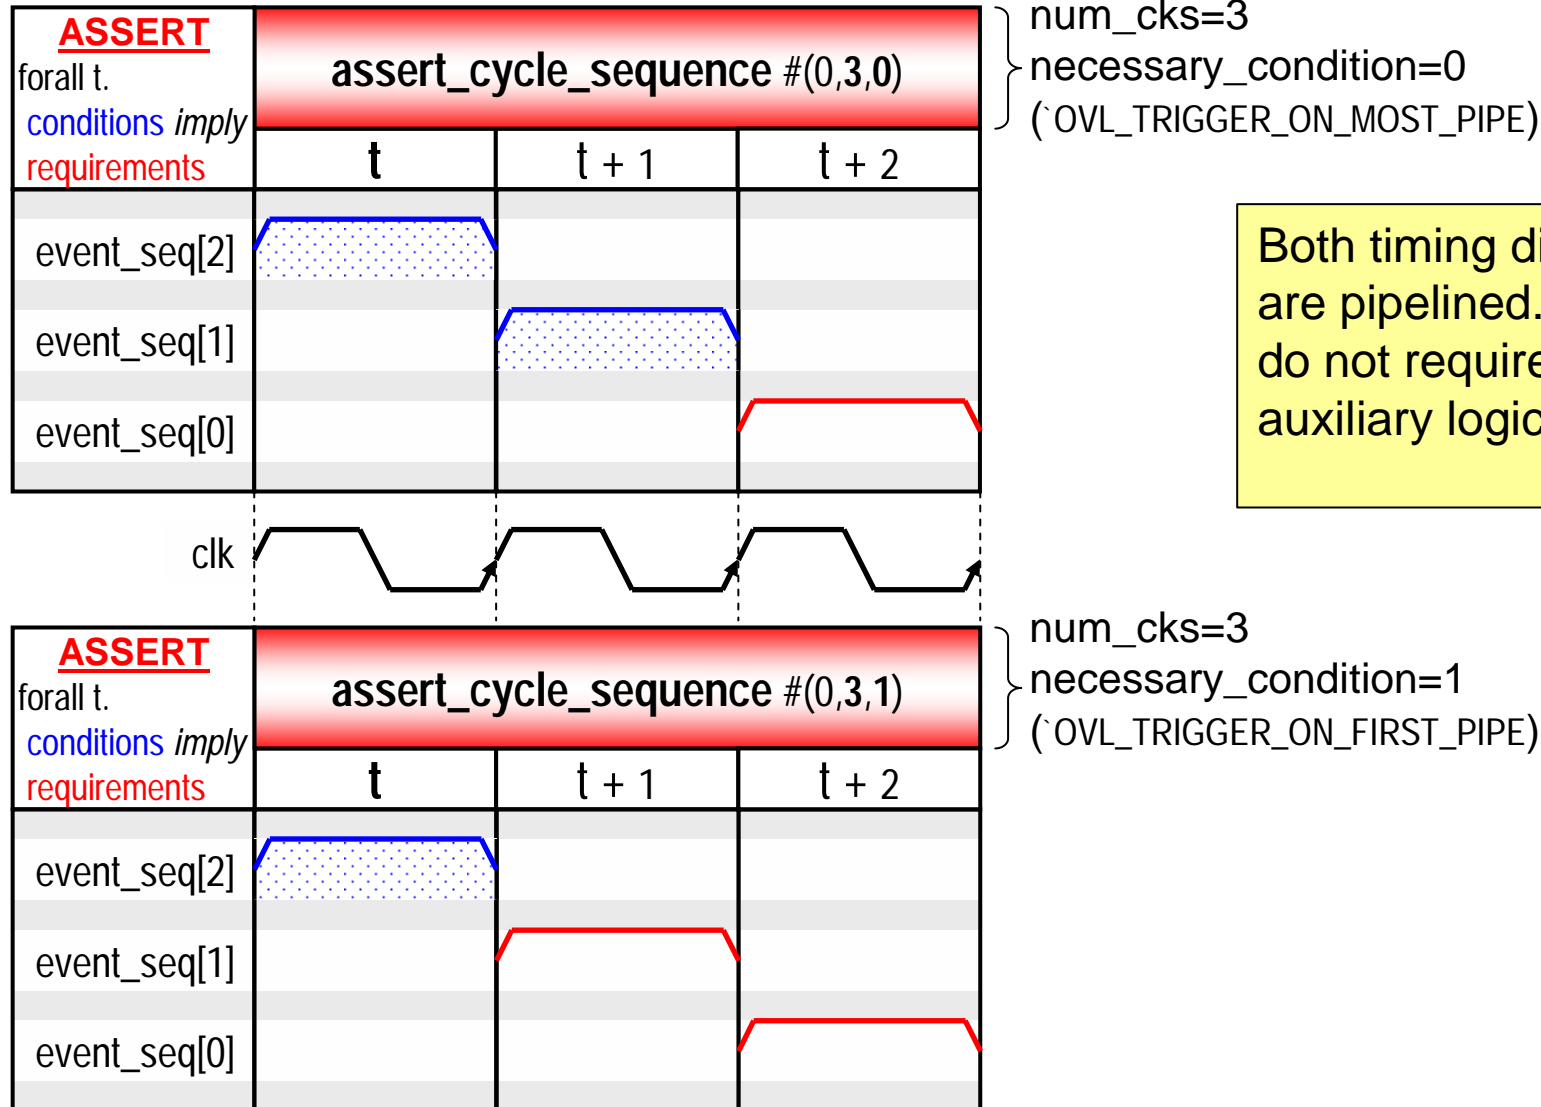 ASSERT
forall t.
conditions imply
requirements
assert_cycle_sequence #(0,3,0)
t
t + 1
t + 2
event_seq[2]
event_seq[1]
event_seq[0]
num_cks=3
necessary_condition=0
(`OVL_TRIGGER_ON_MOST_PIPE)
Both timing
are pipelined.
do not require
auxiliary logic
clk
ASSERT
forall t.
conditions imply
requirements
assert_cycle_sequence #(0,3,1)
t
t + 1
t + 2
event_seq[2]
event_seq[1]
event_seq[0]
num_cks=3
necessary_condition=1
(`OVL_TRIGGER_ON_FIRST_PIPE)